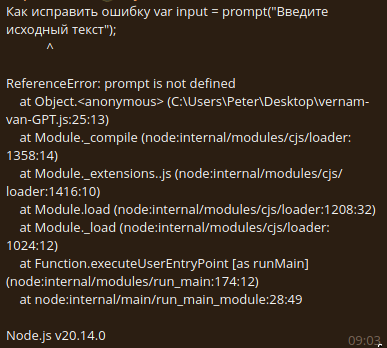 Как исправить ошибку var input = prompt("Введите
исходный текст");
^
ReferenceError: prompt is not defined
at Object.<anonymous> (C:\Users\Peter\Desktop\vernam-
van-GPT.js:25:13)
at Module._compile (node:internal/modules/cjs/loader:
1358:14)
at Module._extensions..js (node:internal/modules/cjs/
loader:1416:10)
at Module.load (node:internal/modules/cjs/loader:1208:32)
at Module._load (node:internal/modules/cjs/loader:
1024:12)
at Function.executeUserEntryPoint [as runMain]
(node:internal/modules/run_main:174:12)
at node:internal/main/run_main_module:28:49
Node.js v20.14.0
09:03